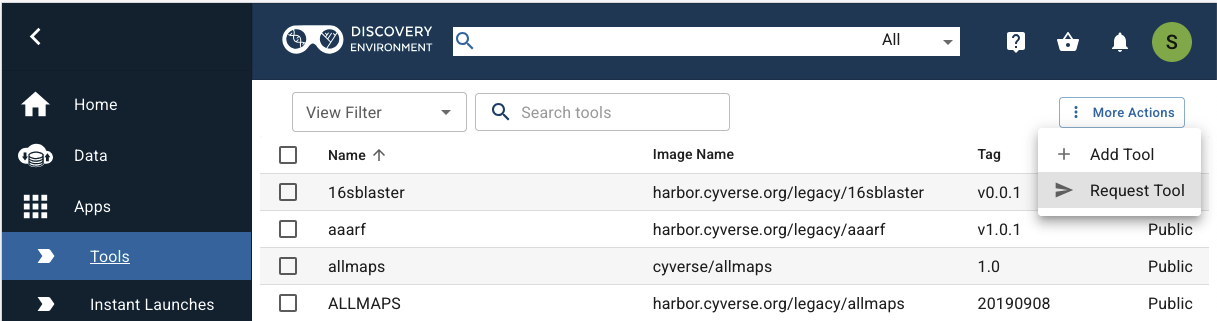 DISCOVERY
ENVIRONMENT
All
S
Home
Data
Apps
Tools
Instant Launches
View Filter
Search tools
More Actions
Add Tool
Request Tool
Name Image Name Tag
16sblaster harbor.cyverse.org/legacy/16sblaster v0.0.1
aaarf harbor.cyverse.org/legacy/aaarf v1.0.1 Public
allmaps cyverse/allmaps 1.0 Public
ALLMAPS harbor.cyverse.org/legacy/allmaps 20190908 Public